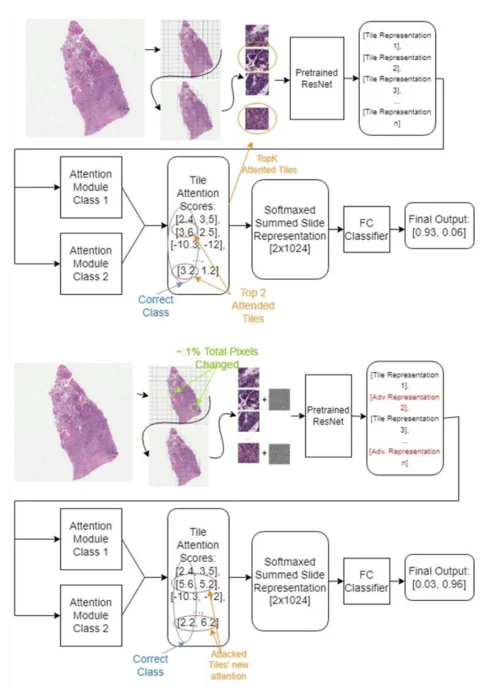 Pretrained
ResNet
[Tile Representation
1],
[Tile Representation
2],
[Tile Representation
3],
...
[Tile Representation
n]
TopK
Attented Tiles
Attention
Module
Class 1
Attention
Module
Class 2
Tile
Attention
Scores:
[2.4, 3,5],
[3.6, 2.5],
[-10.3, -12],
...,
[3.2, 1.2]
Softmaxed
Summed Slide
Representation
[2x1024]
FC
Classifier
Final Output:
[0.93, 0.06]
Correct
Class
Top 2
Attended
Tiles
~.1% Total Pixels
Changed
+
+
Pretrained
ResNet
[Tile Representation
1],
[Adv Representation
2],
[Tile Representation
3],
...
[Adv. Representation
n]
Attention
Module
Class 1
Attention
Module
Class 2
Tile
Attention
Scores:
[2.4, 3,5],
[5.6, 5.2],
[-10.3, -12],
...,
[2.2, 6.2]
Softmaxed
Summed Slide
Representation
[2x1024]
FC
Classifier
Final Output:
[0.03, 0.96]
Correct Class
Attacked
Tiles' new
attention